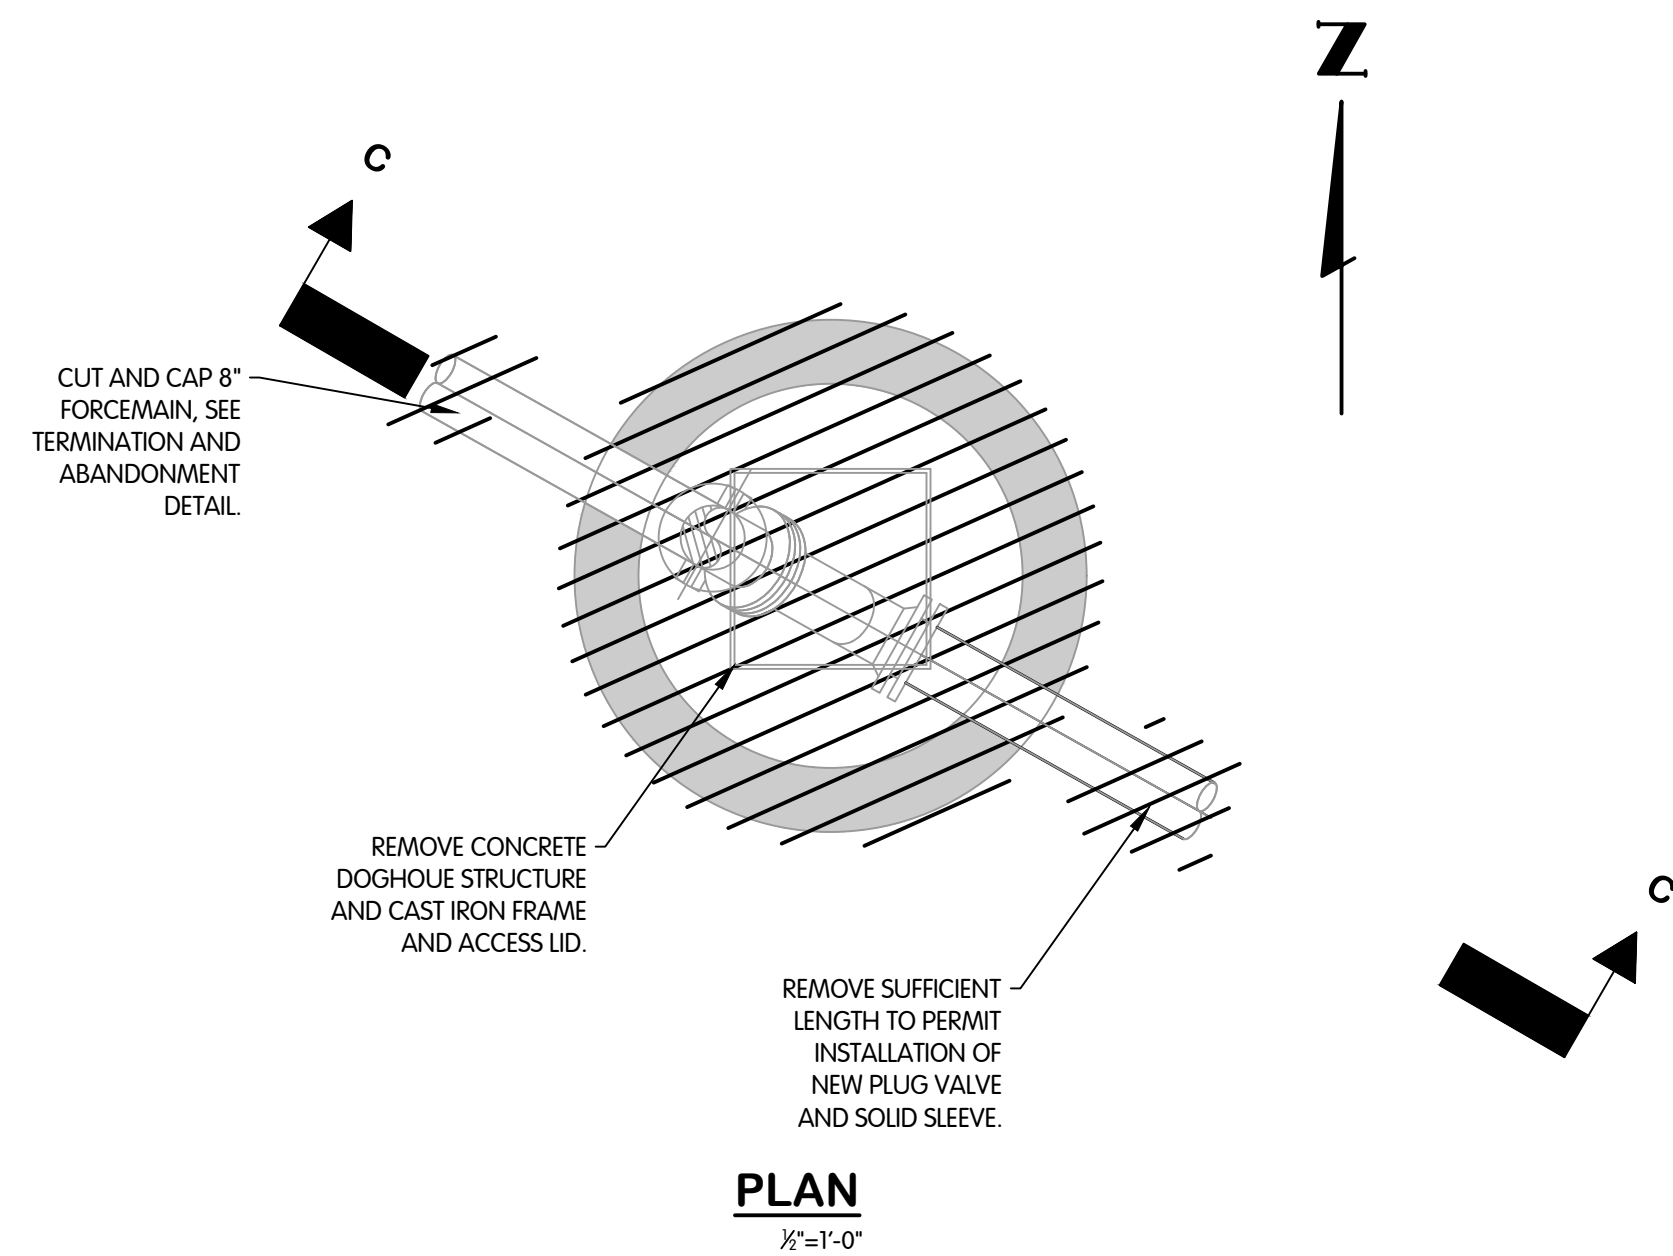 N
C
CUT AND CAP 8"
FORCEMAIN, SEE
TERMINATION AND
ABANDONMENT
DETAIL.
REMOVE CONCRETE
DOGHOUE STRUCTURE
AND CAST IRON FRAME
AND ACCESS LID.
C
REMOVE SUFFICIENT
LENGTH TO PERMIT
INSTALLATION OF
NEW PLUG VALVE
AND SOLID SLEEVE.
PLAN
½"=1'-0"